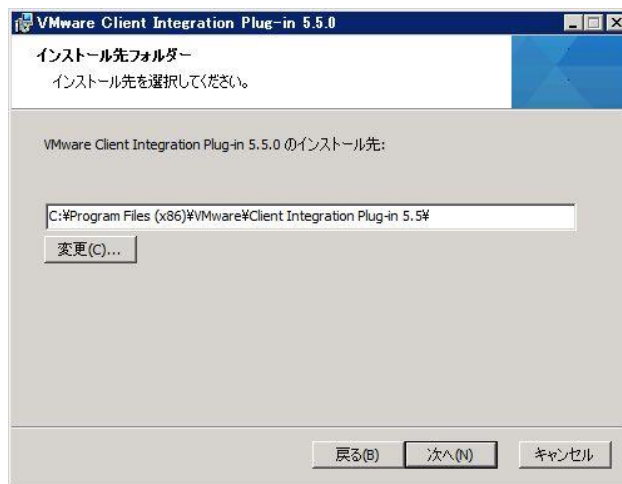 VMware Client Integration Plug-in 5.5.0
インストール先フォルダー
インストール先を選択してください。
VMware Client Integration Plug-in 5.5.0 のインストール先:
C:¥Program Files (x86)¥VMware¥Client Integration Plug-in 5.5¥
変更(C)...
戻る(B) 次へ(N) キャンセル